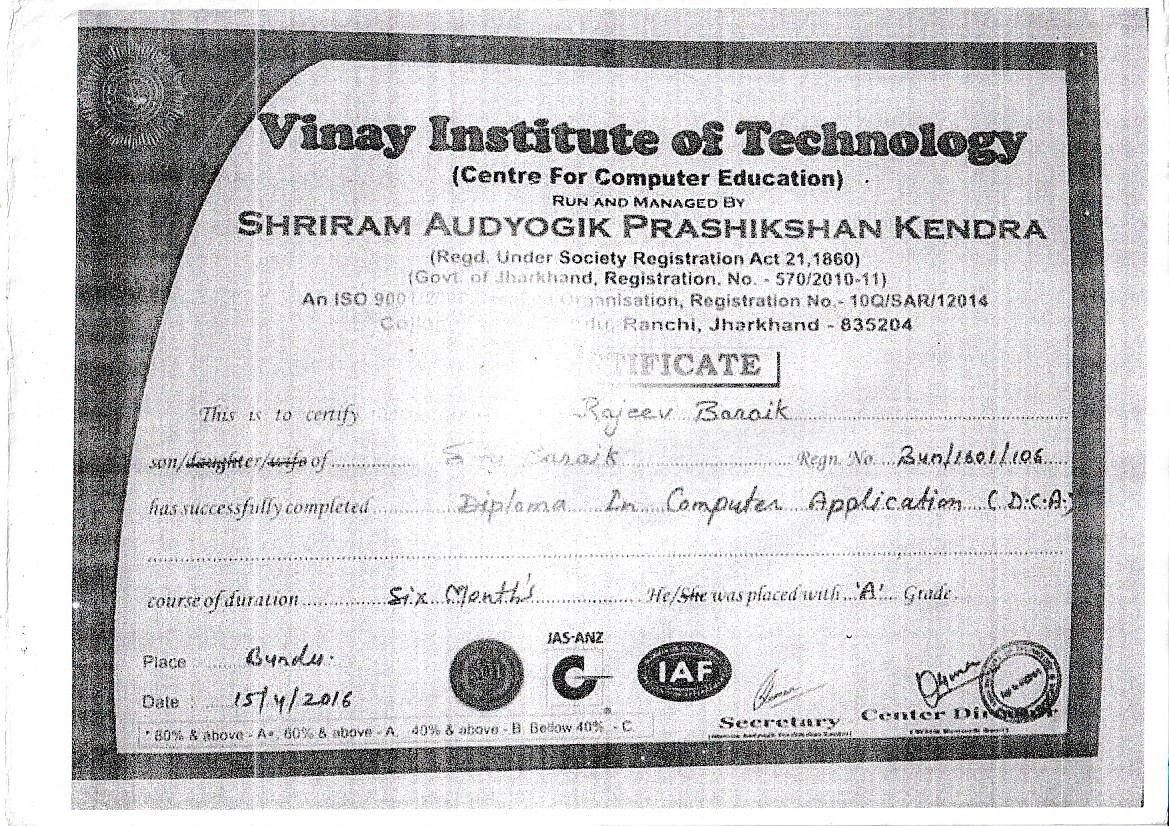 Vinay Institute of Technology
(Centre For Computer Education)
RUN AND MANAGED BY
SHRIRAM AUDYOGIK PRASHIKSHAN KENDRA
(Regd. Under Society Registration Act 21,1860)
(Govt. of Jharkhand, Registration. No. - 570/2010-11)
An ISO 9001 Organisation, Registration No.- 10Q/SAR/12014
Ranchi, Jharkhand - 835204
CERTIFICATE
This is to certify Rajeev Baraik
son/daughter/wife of Baraik Regn. No. Bun/1601/106
has successfully completed Diploma In Computer Application (D.C.A.)
course of duration Six Month's He/She was placed with 'A' Grade.
JAS-ANZ
IAF
Place Bundu.
Date : 15/4/2016
Secretary Center Director
* 80% & above - A+, 60% & above - A, 40% & above - B, Bellow 40% - C.